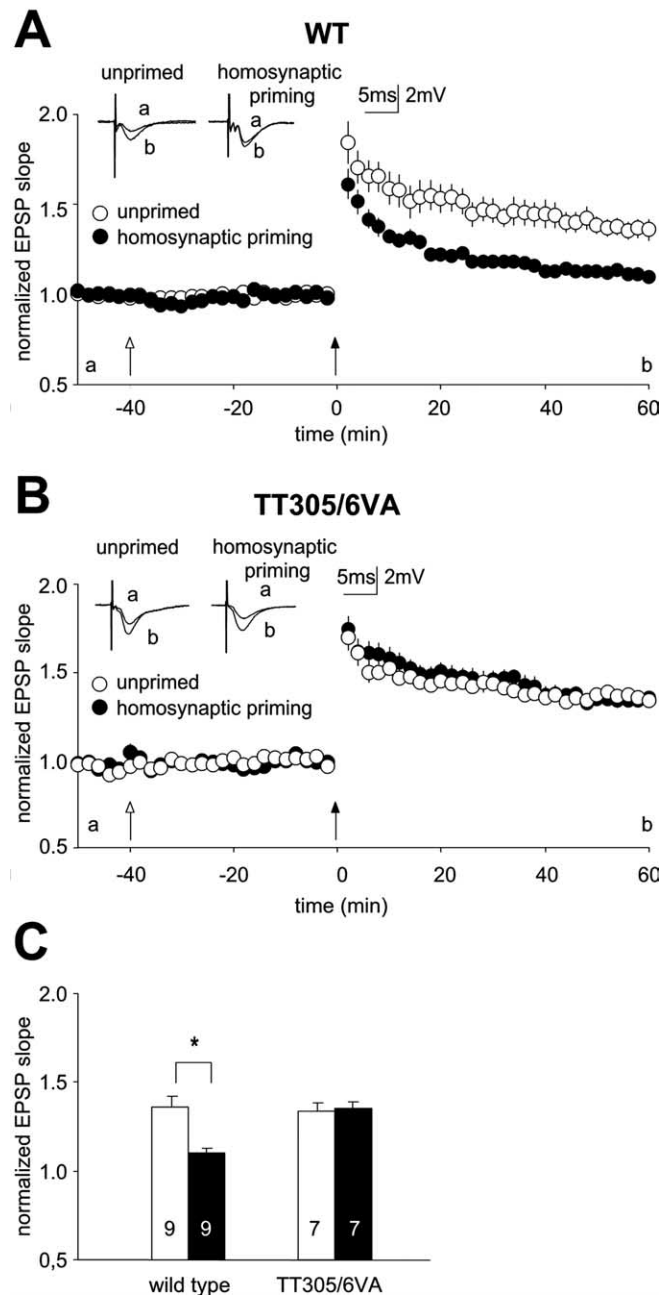 A
WT
unprimed
homosynaptic
priming
a
b
a
b
5ms 2mV
2.0
1.5
1.0
0.5
normalized EPSP slope
unprimed
homosynaptic priming
a
b
-40 -20 0 20 40 60
time (min)
B
TT305/6VA
unprimed
homosynaptic
priming
a
b
a
b
5ms 2mV
2.0
1.5
1.0
0.5
normalized EPSP slope
unprimed
homosynaptic priming
a
b
-40 -20 0 20 40 60
time (min)
C
2.0
1.5
1.0
0,5
normalized EPSP slope
*
9 9 7 7
wild type TT305/6VA